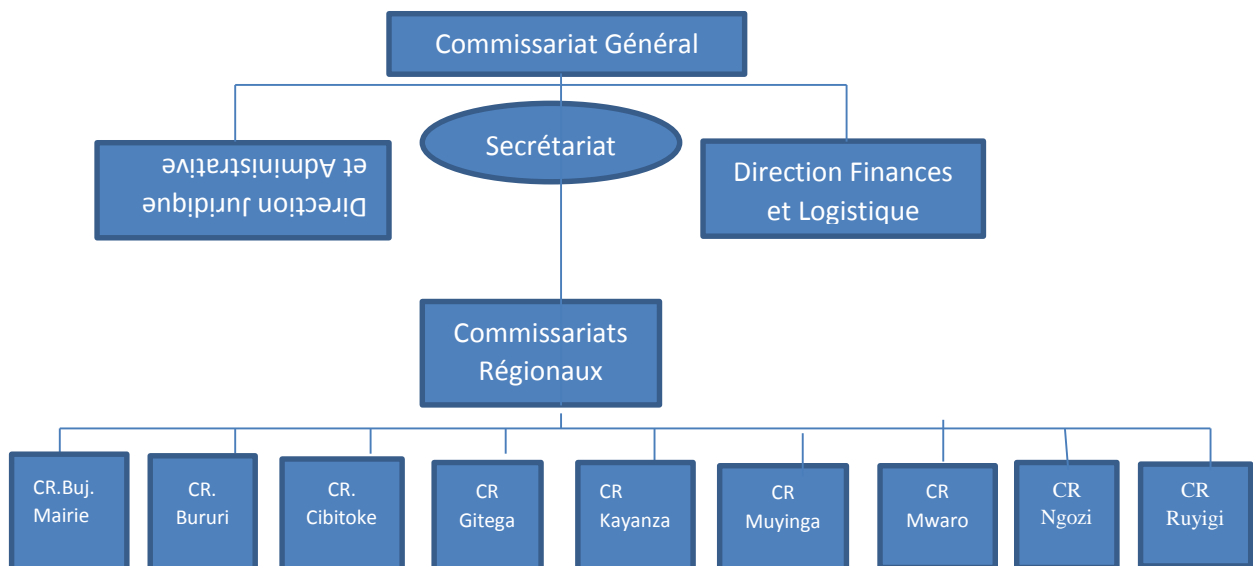 Commissariat Général
Secrétariat
Direction Juridique
et Administrative
Direction Finances
et Logistique
Commissariats
Régionaux
CR.Buj.
Mairie
CR.
Bururi
CR.
Cibitoke
CR
Gitega
CR
Kayanza
CR
Muyinga
CR
Mwaro
CR
Ngozi
CR
Ruyigi